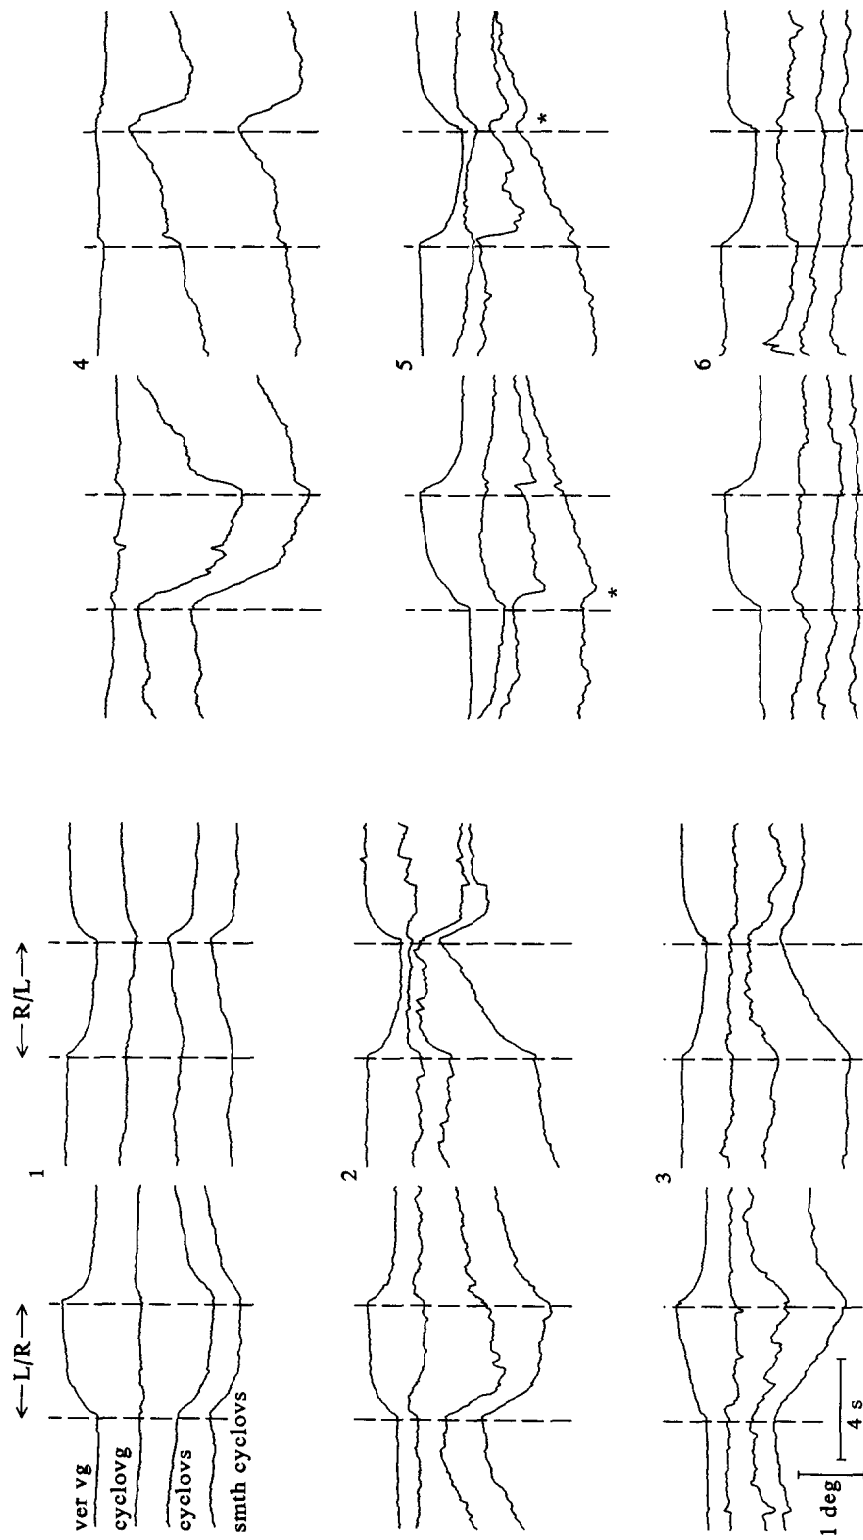 ←—L/R—→
←—R/L—→
1
ver vg
cyclovg
cyclovs
smth cyclovs
2
3
4 s
1 deg
4
5
*
*
6